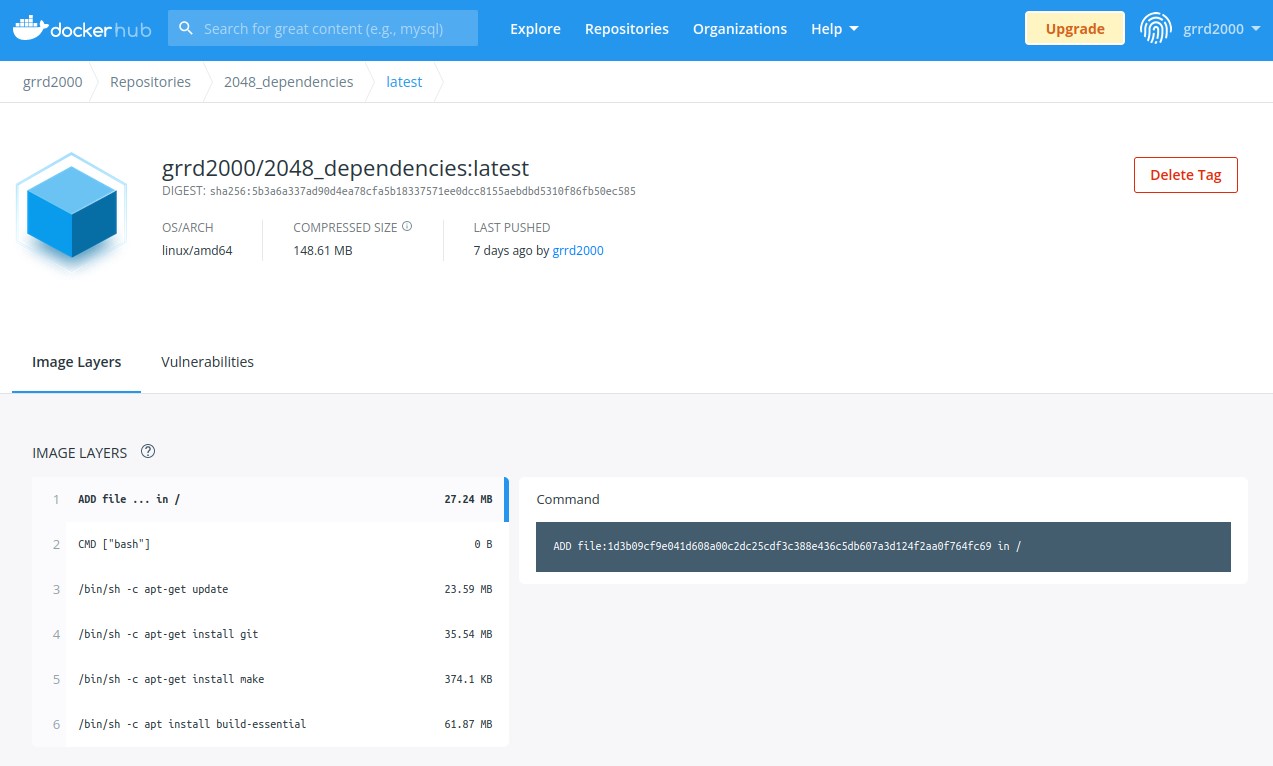 docker hub
Search for great content (e.g., mysql)
Explore
Repositories
Organizations
Help
Upgrade
grrd2000
grrd2000
Repositories
2048_dependencies
latest
grrd2000/2048_dependencies:latest
DIGEST: sha256:5b3a6a337ad90d4ea78cfa5b18337571ee0dcc8155aebdbd5310f86fb50ec585
Delete Tag
OS/ARCH
linux/amd64
COMPRESSED SIZE
148.61 MB
LAST PUSHED
7 days ago by grrd2000
Image Layers
Vulnerabilities
IMAGE LAYERS
1 ADD file ... in / 27.24 MB
2 CMD ["bash"] 0 B
3 /bin/sh -c apt-get update 23.59 MB
4 /bin/sh -c apt-get install git 35.54 MB
5 /bin/sh -c apt-get install make 374.1 KB
6 /bin/sh -c apt install build-essential 61.87 MB
Command
ADD file:1d3b09cf9e041d608a00c2dc25cdf3c388e436c5db607a3d124f2aa0f764fc69 in /